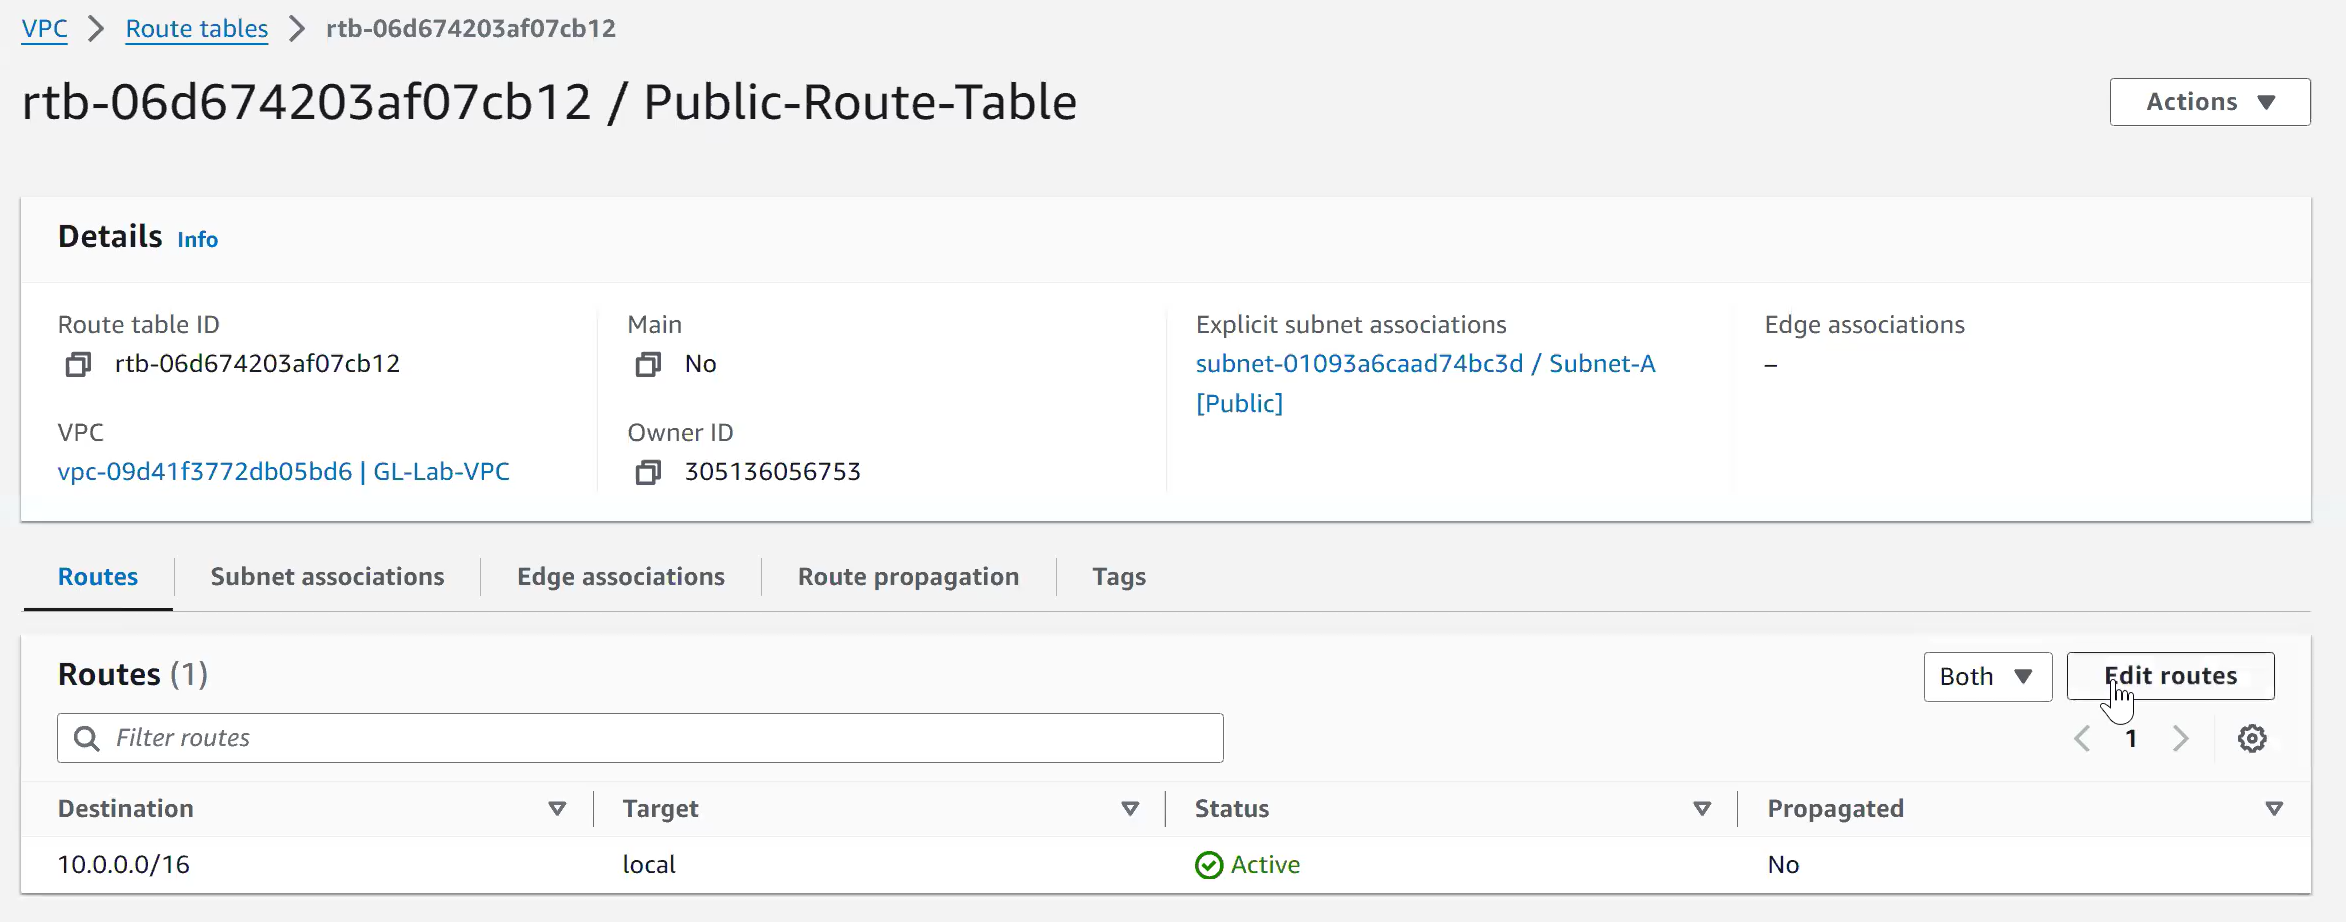 VPC > Route tables > rtb-06d674203af07cb12
rtb-06d674203af07cb12 / Public-Route-Table
Actions
Details Info
Route table ID
rtb-06d674203af07cb12
Main
No
Explicit subnet associations
subnet-01093a6caad74bc3d / Subnet-A
[Public]
Edge associations
–
VPC
vpc-09d41f3772db05bd6 | GL-Lab-VPC
Owner ID
305136056753
Routes Subnet associations Edge associations Route propagation Tags
Routes (1)
Both
Edit routes
Filter routes
1
Destination Target Status Propagated
10.0.0.0/16 local Active No